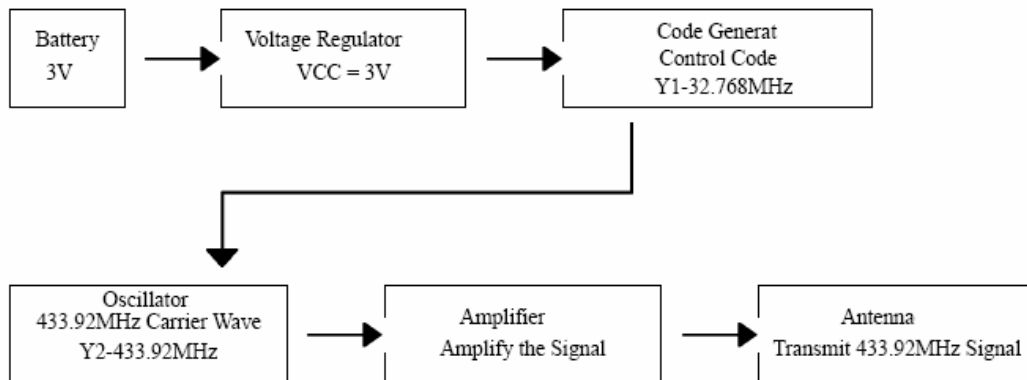 Battery
3V
Voltage Regulator
VCC = 3V
Code Generat
Control Code
Y1-32.768MHz
Oscillator
433.92MHz Carrier Wave
Y2-433.92MHz
Amplifier
Amplify the Signal
Antenna
Transmit 433.92MHz Signal